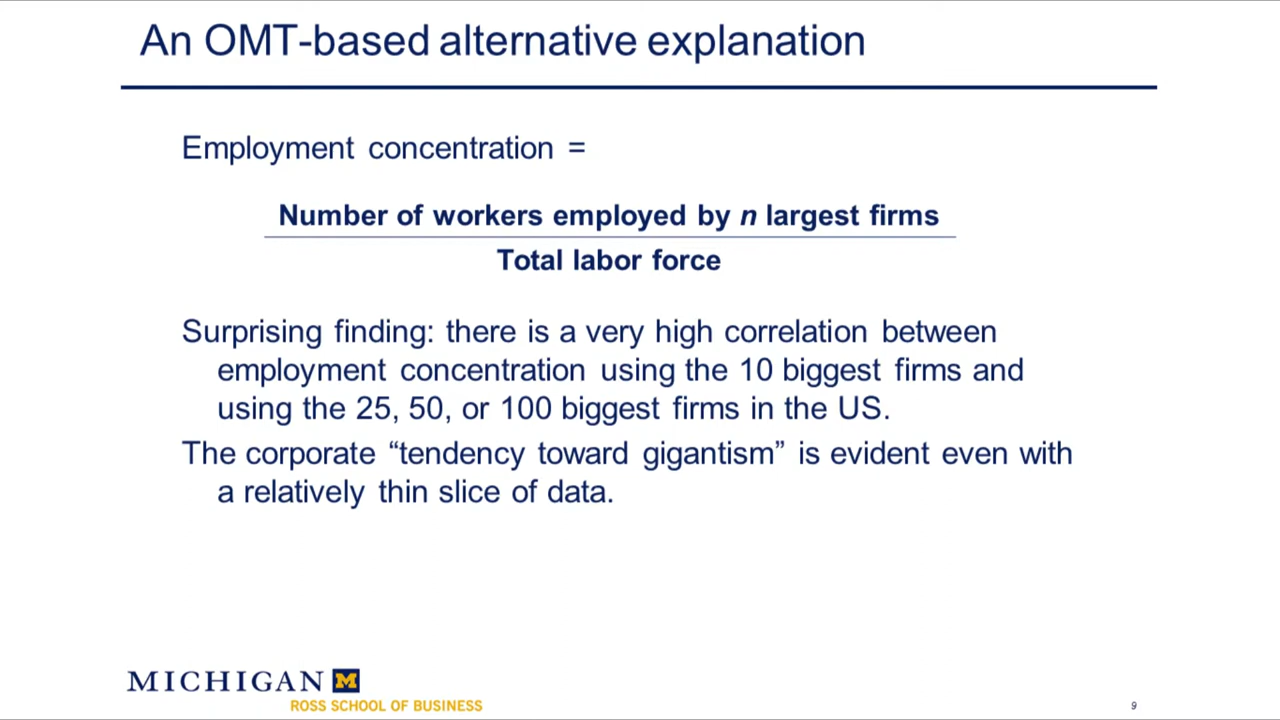 An OMT-based alternative explanation
Employment concentration =
Number of workers employed by n largest firms
Total labor force
Surprising finding: there is a very high correlation between
employment concentration using the 10 biggest firms and
using the 25, 50, or 100 biggest firms in the US.
The corporate “tendency toward gigantism” is evident even with
a relatively thin slice of data.
MICHIGAN M
ROSS SCHOOL OF BUSINESS
9